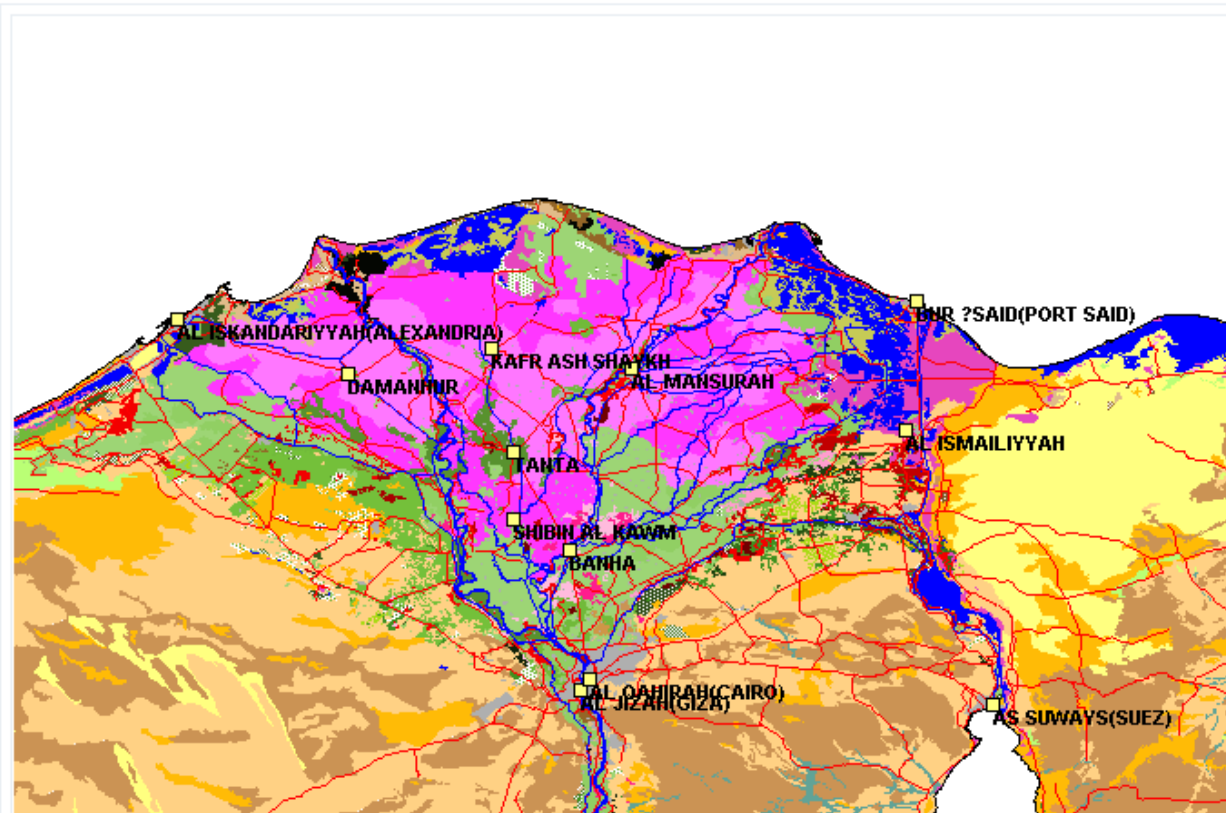 BUR ?SAID(PORT SAID)
AL ISKANDARIYYAH(ALEXANDRIA)
KAFR ASH SHAYKH
AL MANSURAH
DAMANHUR
AL ISMAILIYYAH
TANTA
SHIBIN AL KAWM
BANHA
AL QAHIRAH(CAIRO)
AL JIZAH(GIZA)
AS SUWAYS(SUEZ)